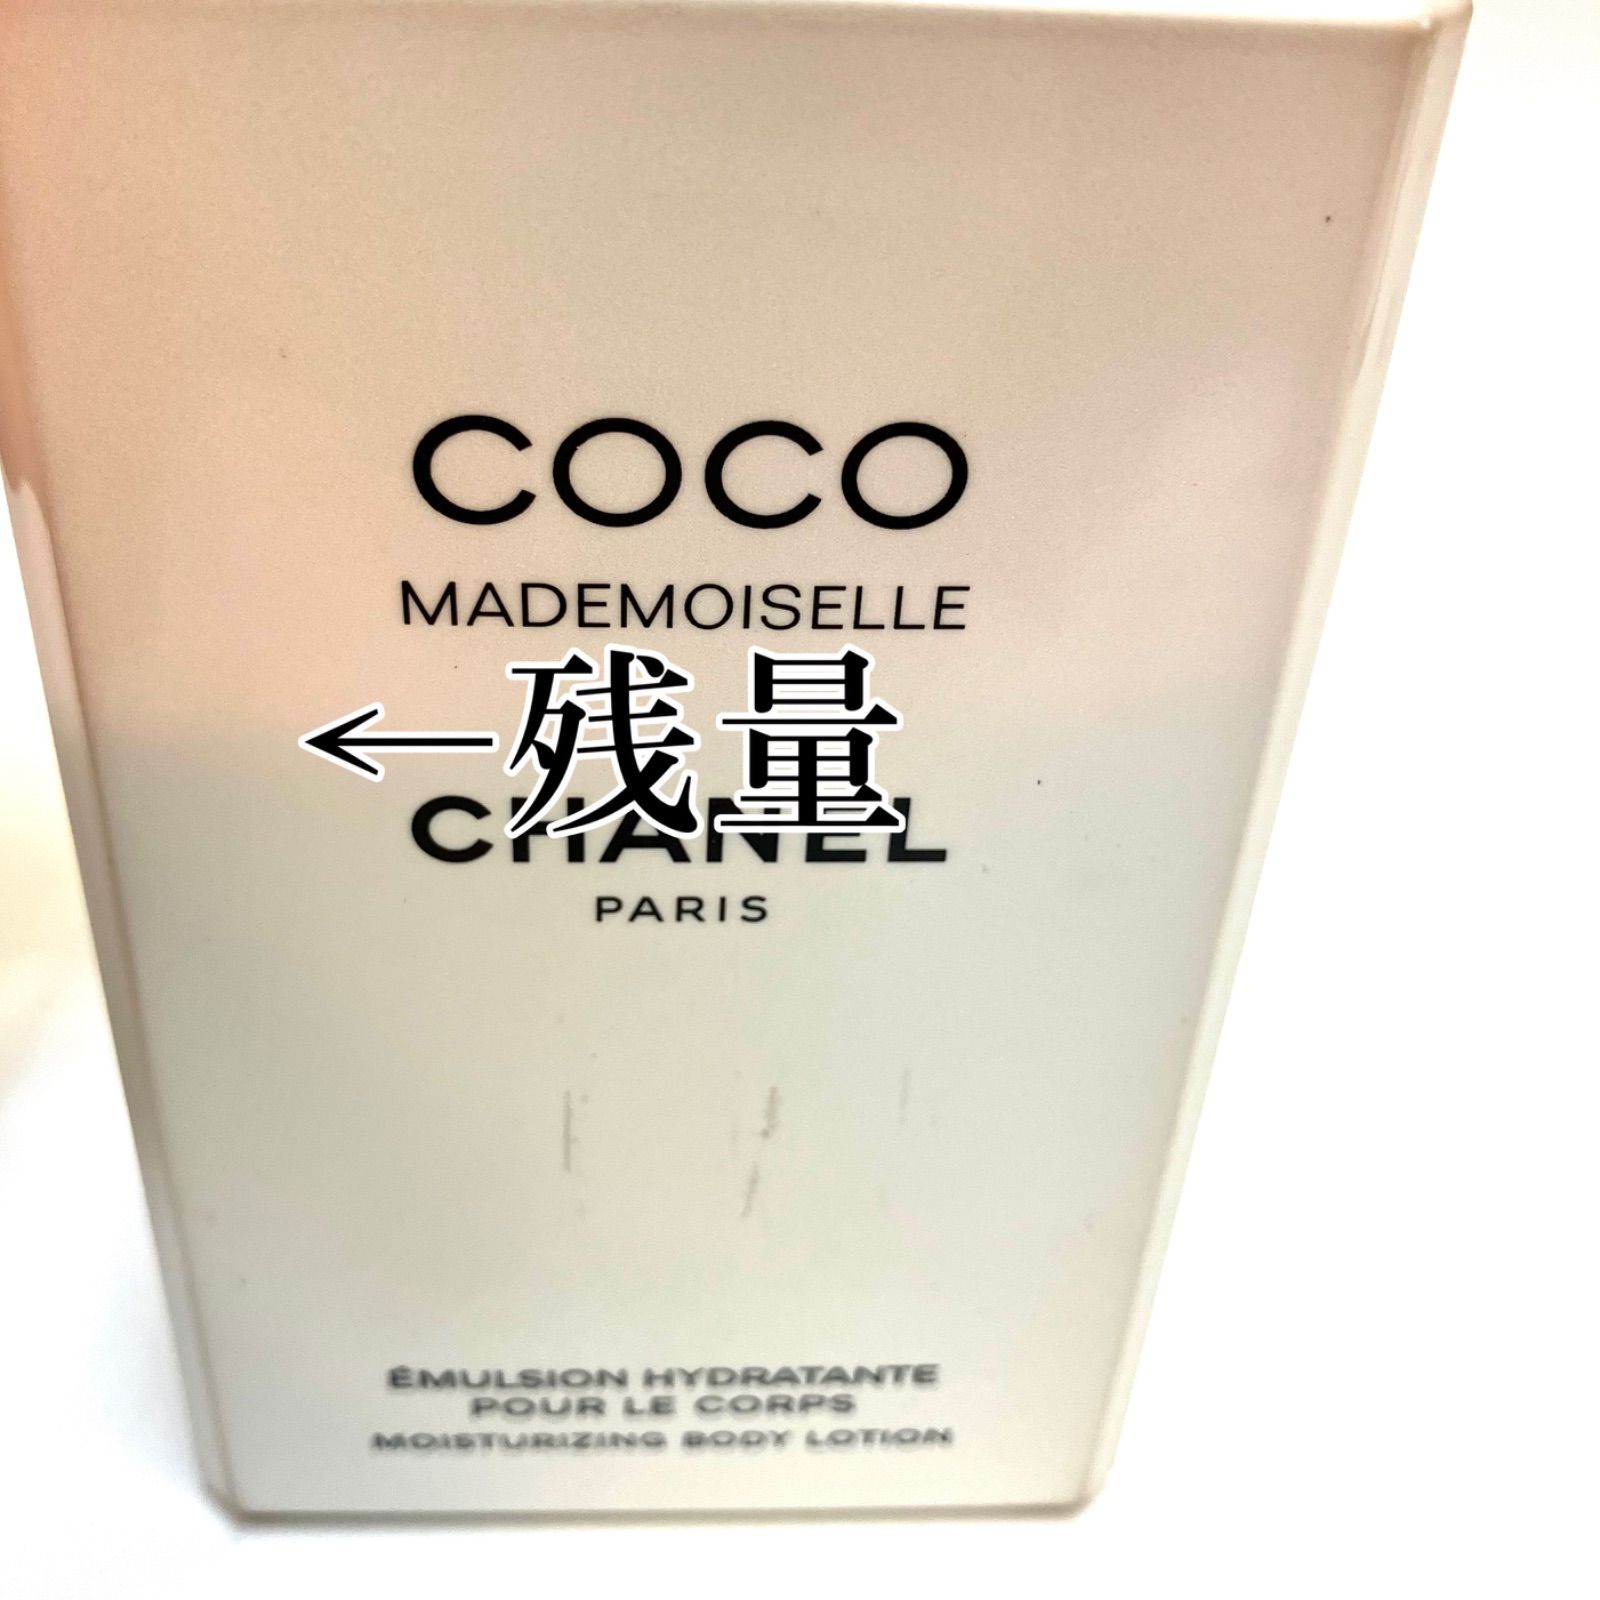 COCO
MADEMOISELLE
←残量
CHANEL
PARIS
ÉMULSION HYDRATANTE
POUR LE CORPS
MOISTURIZING BODY LOTION